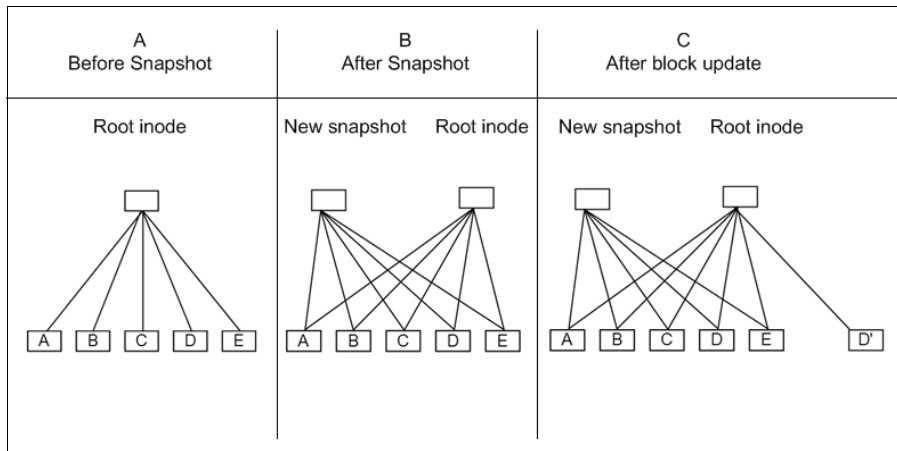 A
Before Snapshot
B
After Snapshot
C
After block update
Root inode
New snapshot Root inode
New snapshot Root inode
A B C D E
A B C D E
A B C D E D'